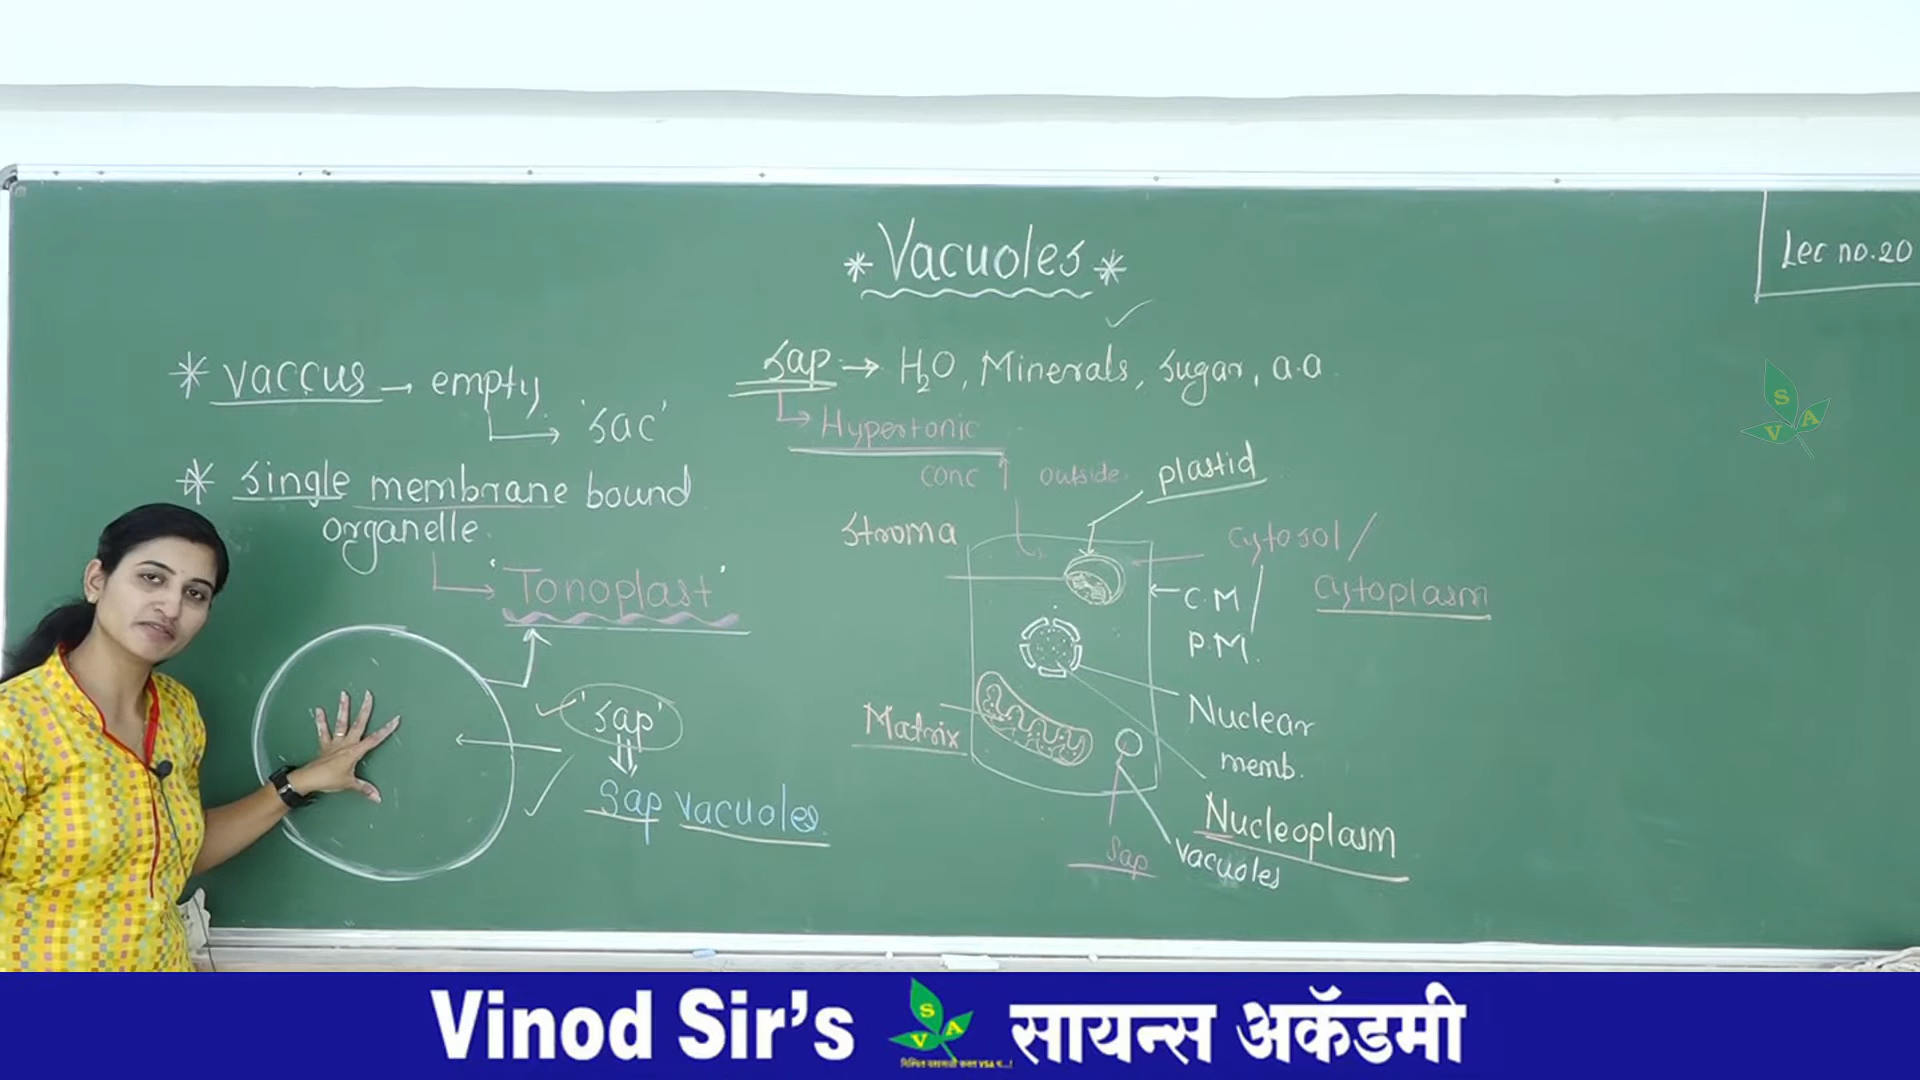 * Vacuoles *
Lec no.20
* vaccus → empty
'sac'
* single membrane bound
organelle
'Tonoplast'
'sap'
Sap vacuoles
Sap → H₂O, Minerals, sugar, a.a
Hypertonic
conc ↑ outside
plastid
Stroma
cytosol /
cytoplasm
C.M /
P.M.
Nuclear
memb.
Matrix
Nucleoplasm
Sap
vacuoles
S
V A
Vinod Sir's
S
V A
सायन्स अकॅडमी